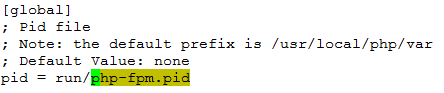 [global]
; Pid file
; Note: the default prefix is /usr/local/php/var
; Default Value: none
pid = run/php-fpm.pid